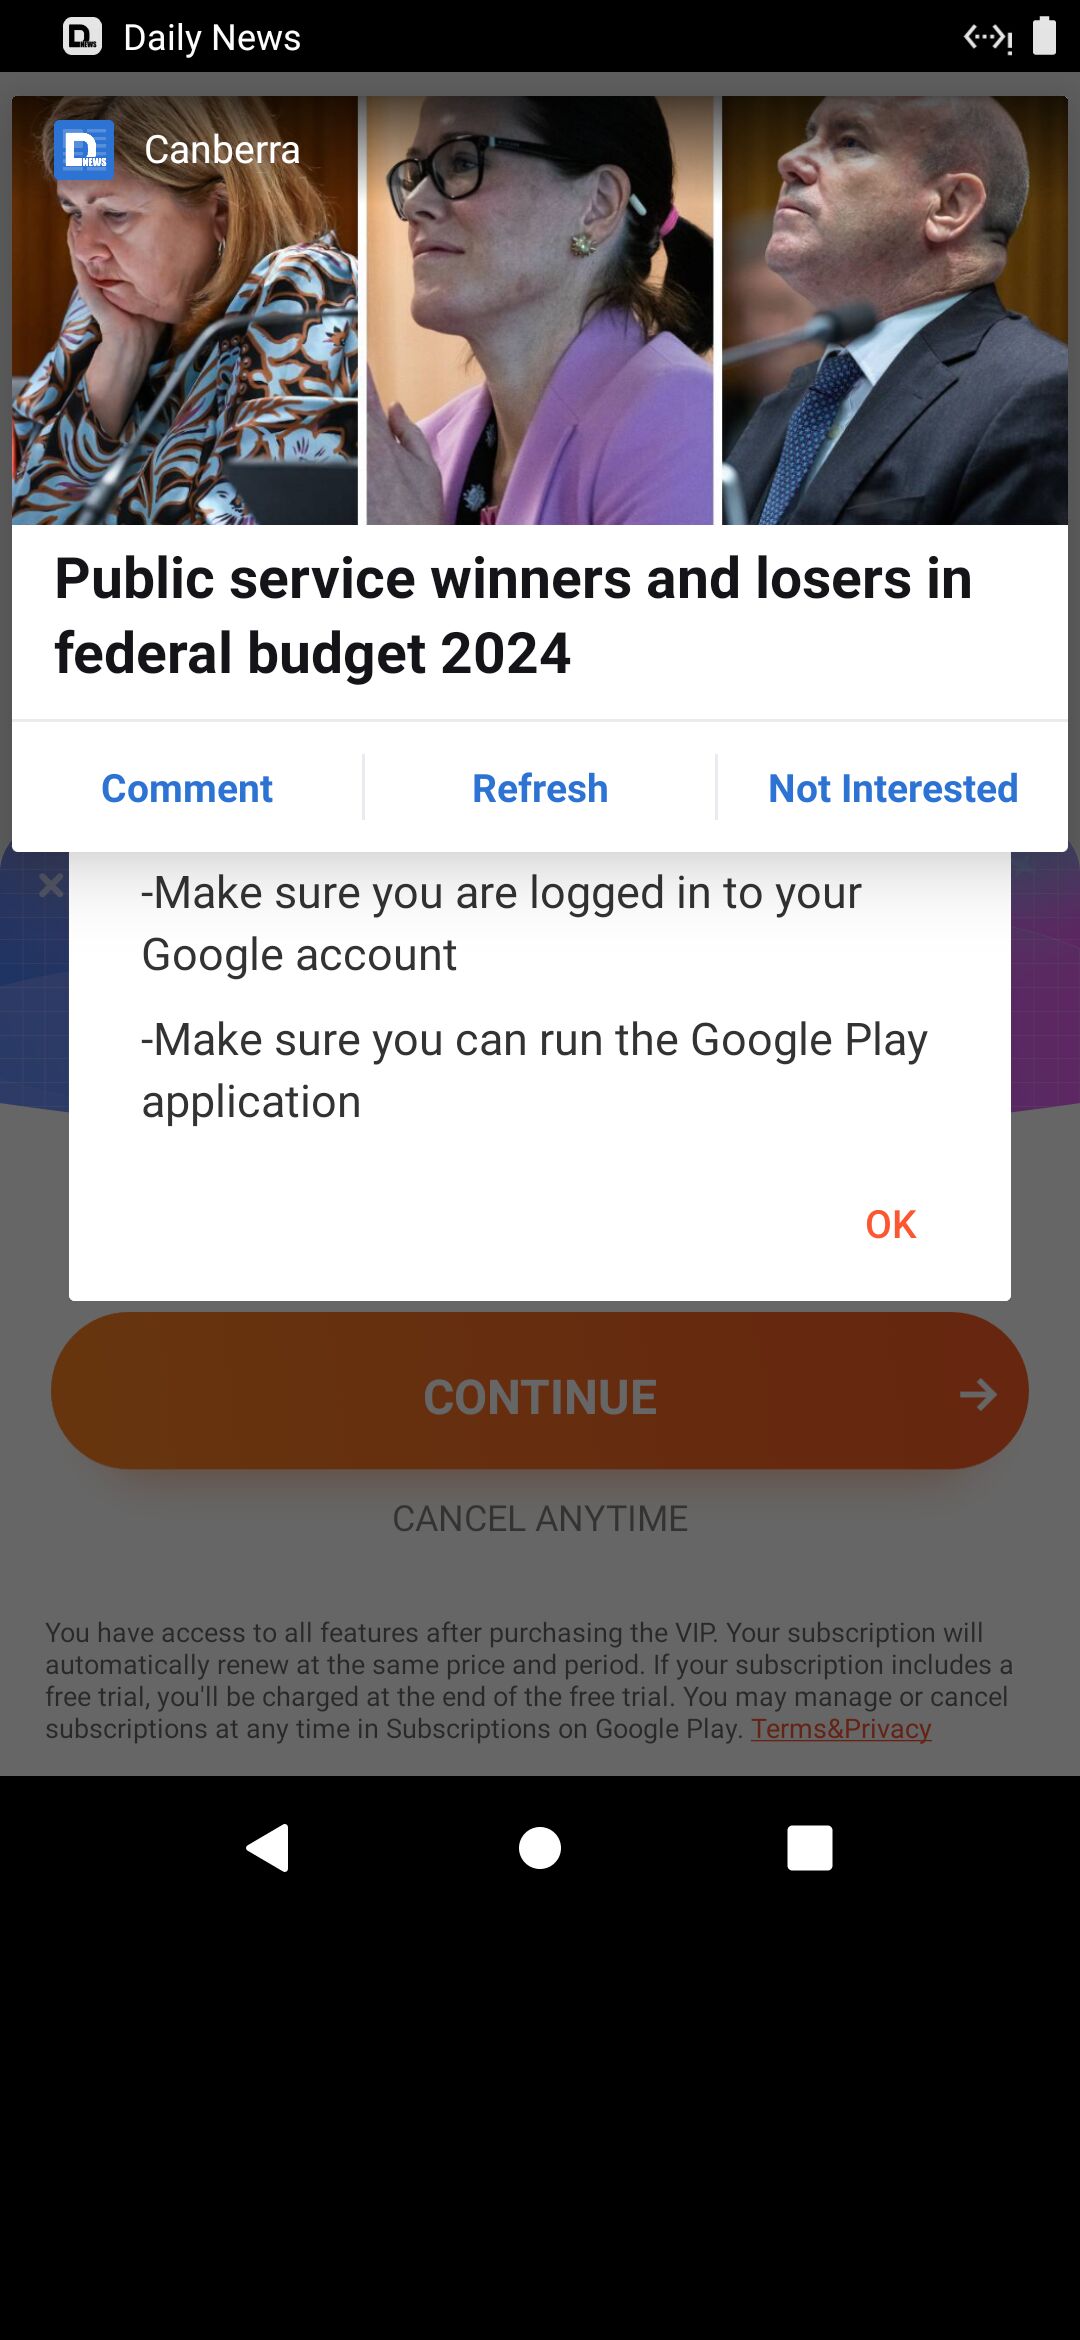 D NEWS Daily News
D NEWS Canberra
Public service winners and losers in
federal budget 2024
Comment Refresh Not Interested
-Make sure you are logged in to your
Google account
-Make sure you can run the Google Play
application
OK
CONTINUE
CANCEL ANYTIME
You have access to all features after purchasing the VIP. Your subscription will
automatically renew at the same price and period. If your subscription includes a
free trial, you'll be charged at the end of the free trial. You may manage or cancel
subscriptions at any time in Subscriptions on Google Play. Terms&Privacy